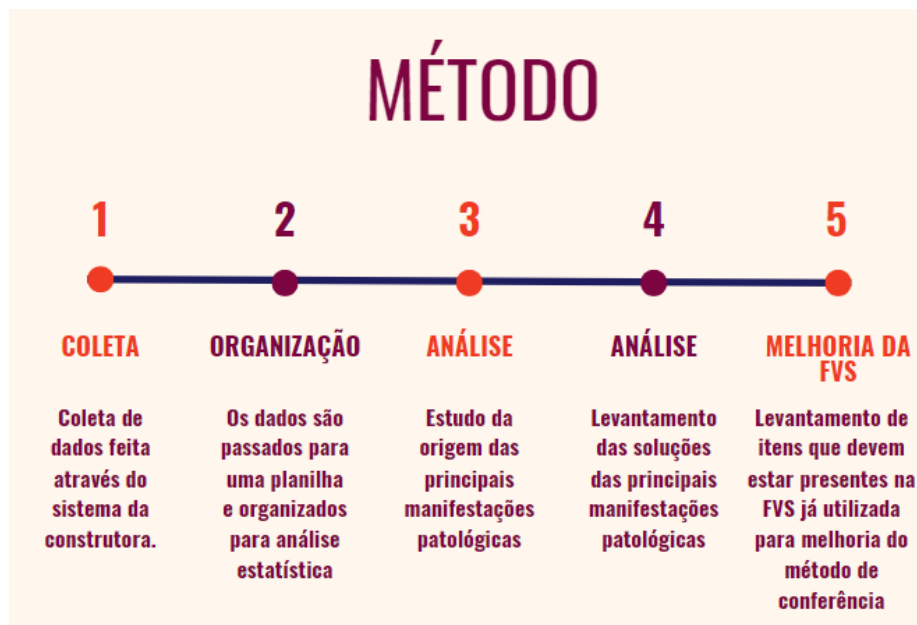 MÉTODO
1
2
3
4
5
COLETA
ORGANIZAÇÃO
ANÁLISE
ANÁLISE
MELHORIA DA
FVS
Coleta de
dados feita
através do
sistema da
construtora.
Os dados são
passados para
uma planilha
e organizados
para análise
estatística
Estudo da
origem das
principais
manifestações
patológicas
Levantamento
das soluções
das principais
manifestações
patológicas
Levantamento de
itens que devem
estar presentes na
FVS já utilizada
para melhoria do
método de
conferência